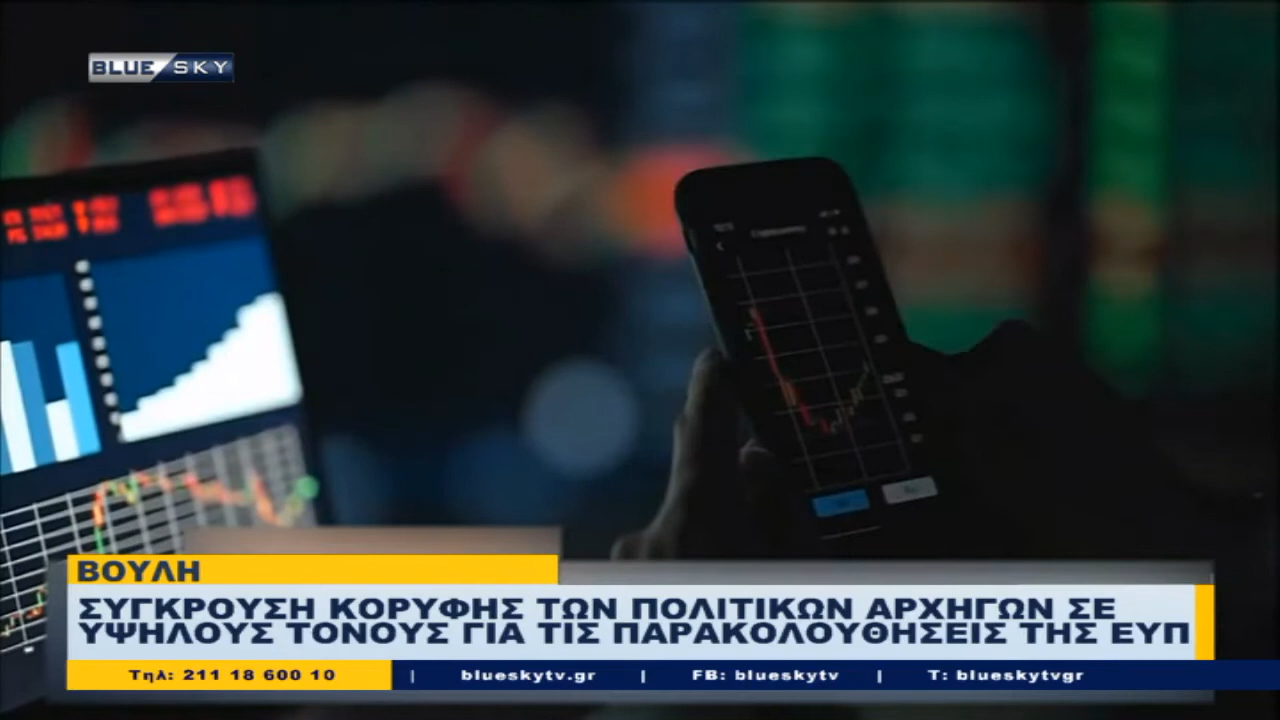 BLUE SKY
ΒΟΥΛΗ
ΣΥΓΚΡΟΥΣΗ ΚΟΡΥΦΗΣ ΤΩΝ ΠΟΛΙΤΙΚΩΝ ΑΡΧΗΓΩΝ ΣΕ
ΥΨΗΛΟΥΣ ΤΟΝΟΥΣ ΓΙΑ ΤΙΣ ΠΑΡΑΚΟΛΟΥΘΗΣΕΙΣ ΤΗΣ ΕΥΠ
Τηλ: 211 18 600 10 | blueskytv.gr | FB: blueskytv | T: blueskytvgr